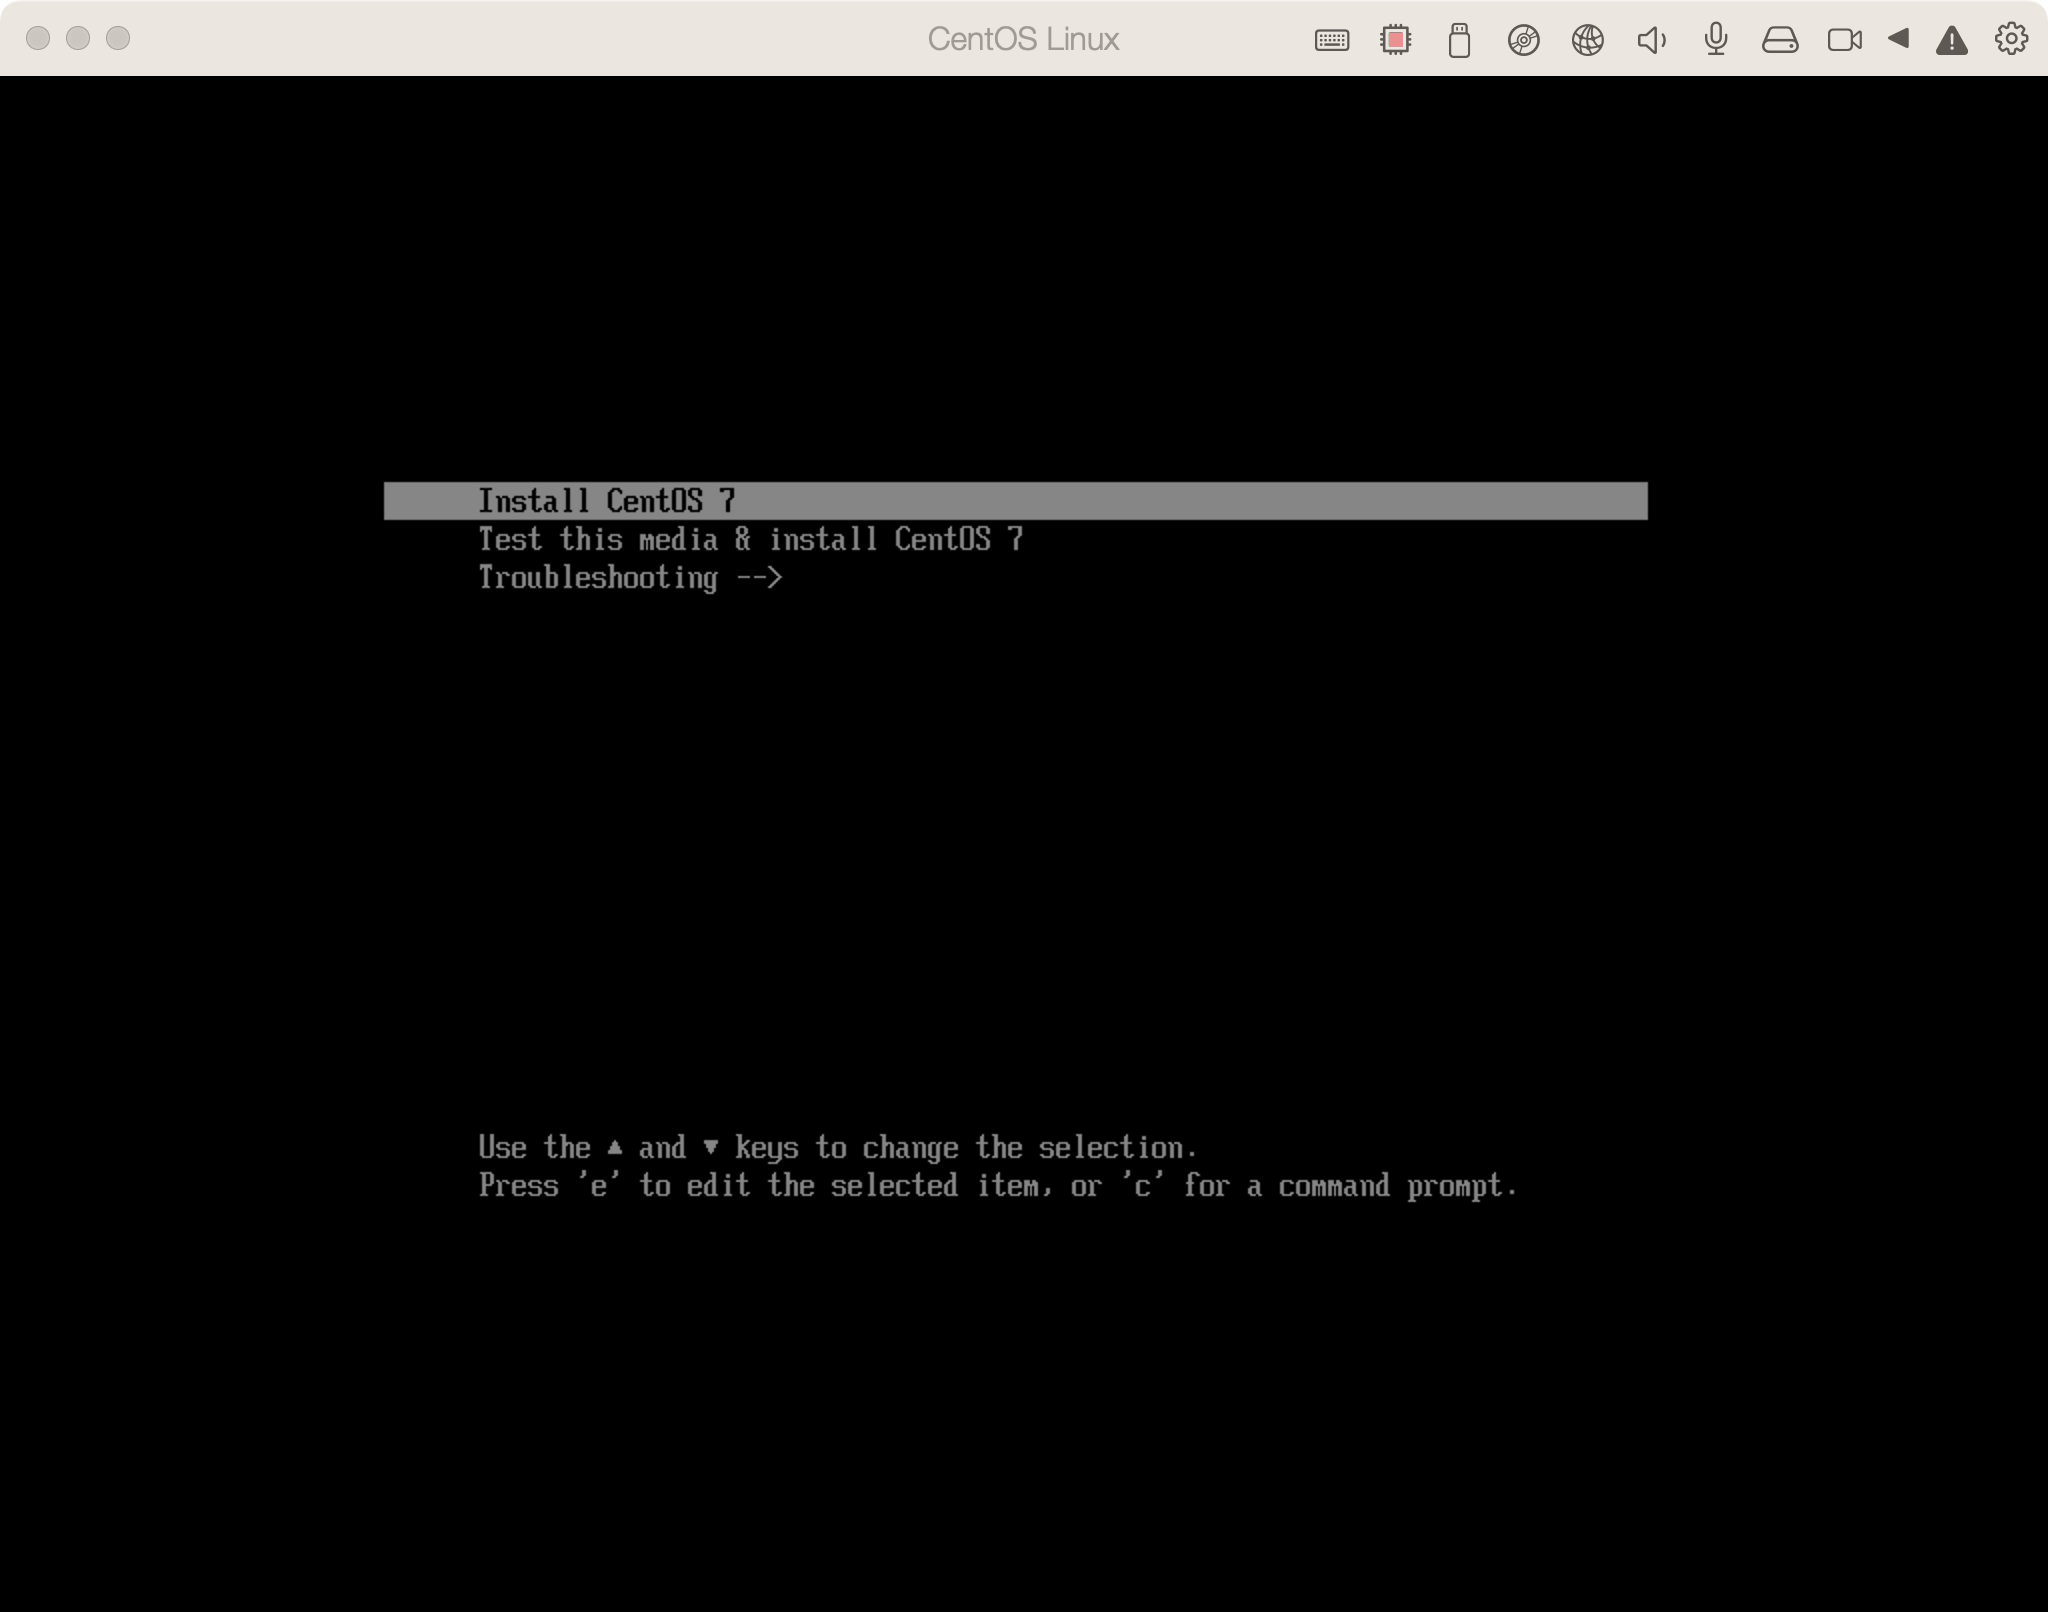 CentOS Linux
Install CentOS 7
Test this media & install CentOS 7
Troubleshooting -->
Use the ▲ and ▼ keys to change the selection.
Press 'e' to edit the selected item, or 'c' for a command prompt.